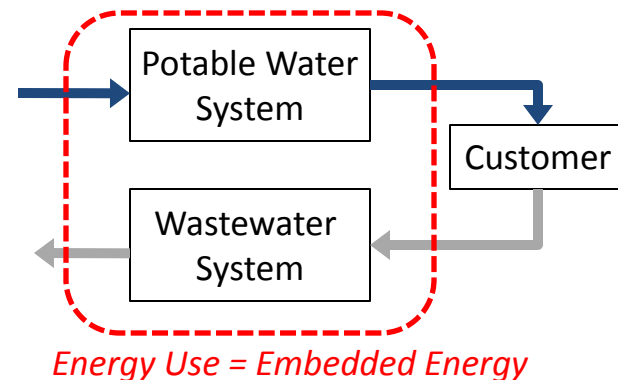 Potable Water
System
Customer
Wastewater
System
Energy Use = Embedded Energy